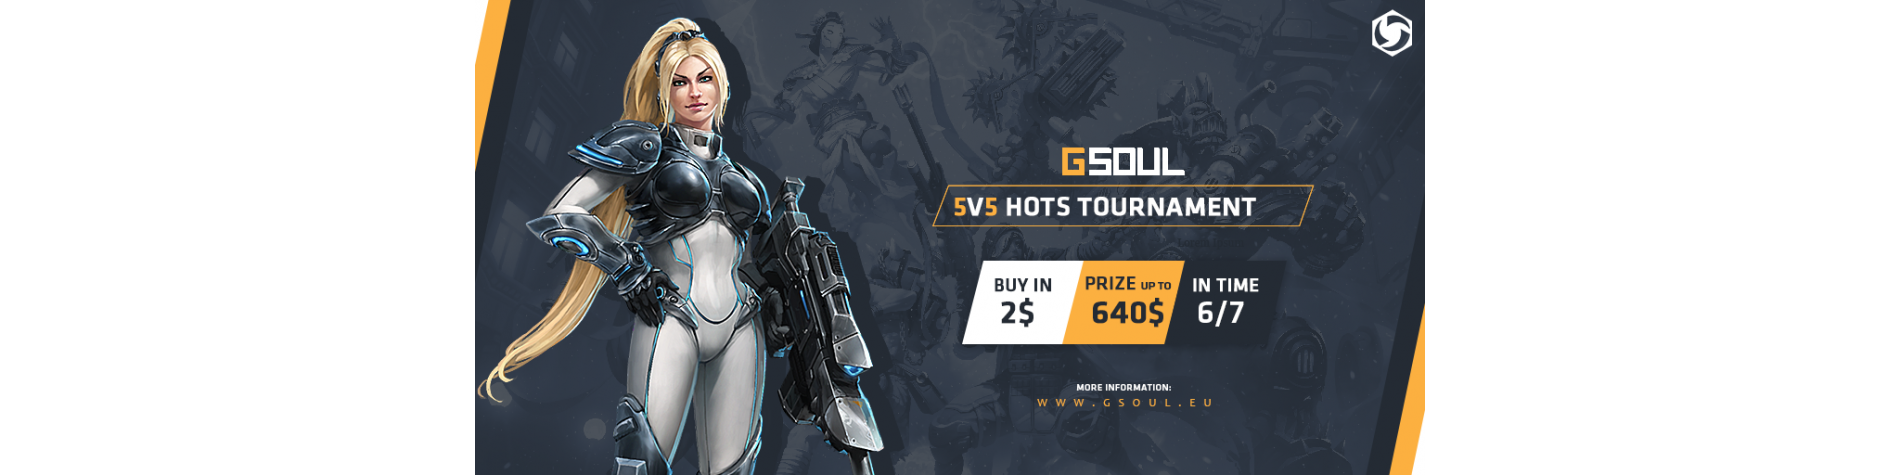 GSOUL
5V5 HOTS TOURNAMENT
BUY IN
2$
PRIZE UP TO
640$
IN TIME
6/7
MORE INFORMATION:
WWW.GSOUL.EU